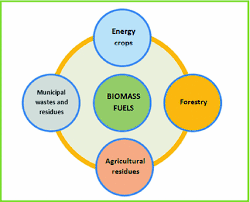 Energy
crops
Municipal
wastes and
residues
BIOMASS
FUELS
Forestry
Agricultural
residues